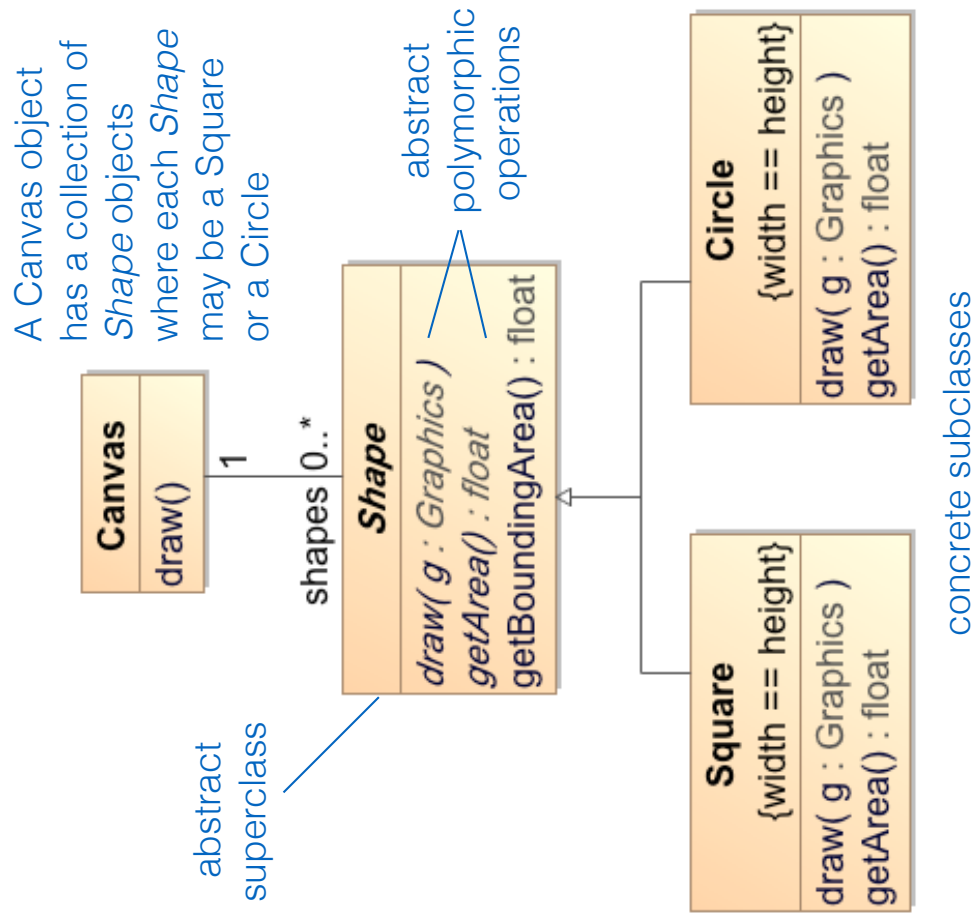 A Canvas object
has a collection of
Shape objects
where each Shape
may be a Square
or a Circle
Canvas
draw()
1
shapes 0..*
abstract
superclass
Shape
draw( g : Graphics )
getArea() : float
getBoundingArea() : float
abstract
polymorphic
operations
Square
{width == height}
draw( g : Graphics )
getArea() : float
Circle
{width == height}
draw( g : Graphics )
getArea() : float
concrete subclasses